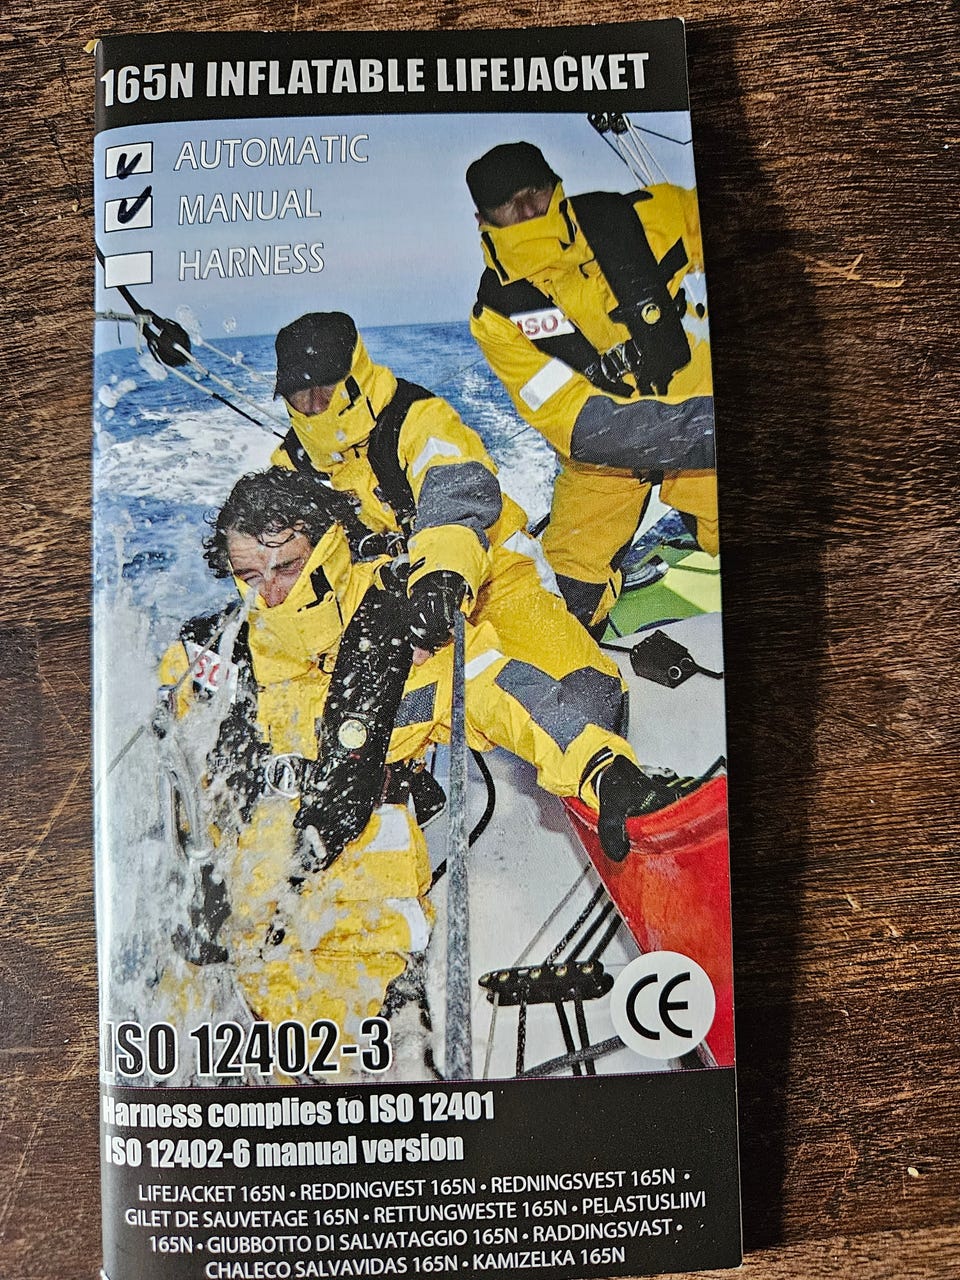 165N INFLATABLE LIFEJACKET
AUTOMATIC
MANUAL
HARNESS
ISO
ISO 12402-3
CE
Harness complies to ISO 12401
ISO 12402-6 manual version
LIFEJACKET 165N • REDDINGVEST 165N • REDNINGSVEST 165N •
GILET DE SAUVETAGE 165N • RETTUNGWESTE 165N • PELASTUSLIIVI
165N • GIUBBOTTO DI SALVATAGGIO 165N • RADDINGSVAST •
CHALECO SALVAVIDAS 165N • KAMIZELKA 165N